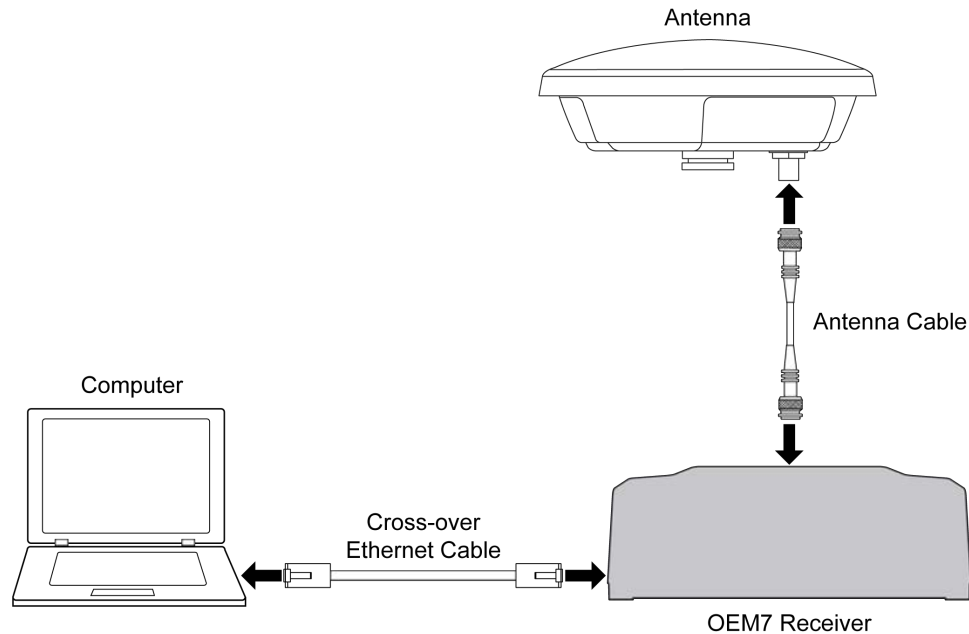 Antenna
Antenna Cable
Computer
Cross-over
Ethernet Cable
OEM7 Receiver